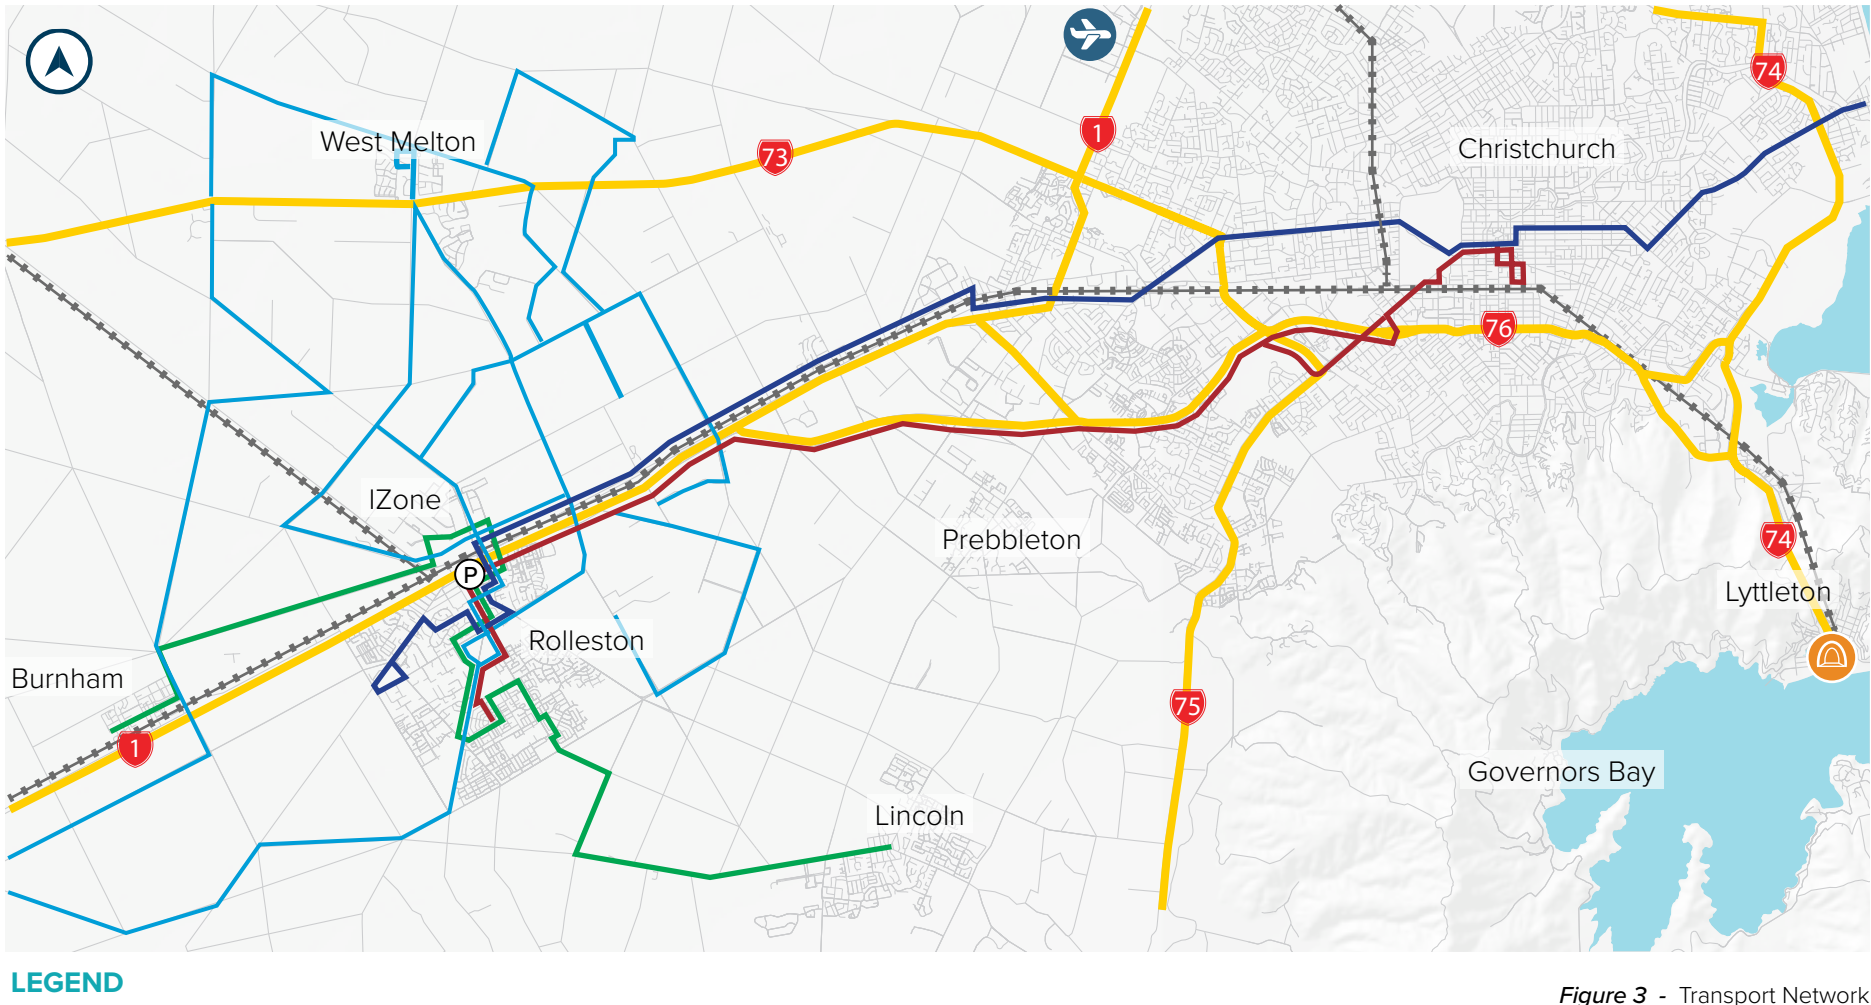 74
1
West Melton
73
Christchurch
76
IZone
Prebbleton
74
P
Lyttleton
Rolleston
Burnham
75
1
Governors Bay
Lincoln
LEGEND
Figure 3 - Transport Network